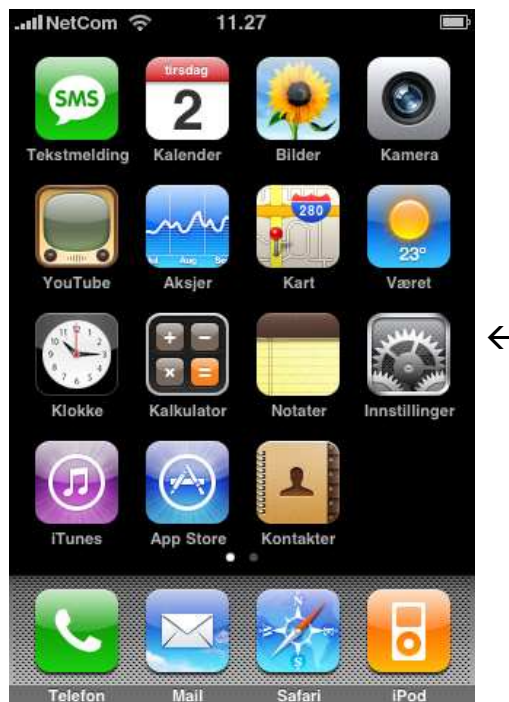 NetCom 11.27
SMS tirsdag 2
Tekstmelding Kalender Bilder Kamera
280 23°
YouTube Aksjer Kart Været
Klokke Kalkulator Notater Innstillinger
iTunes App Store Kontakter
Telefon Mail Safari iPod